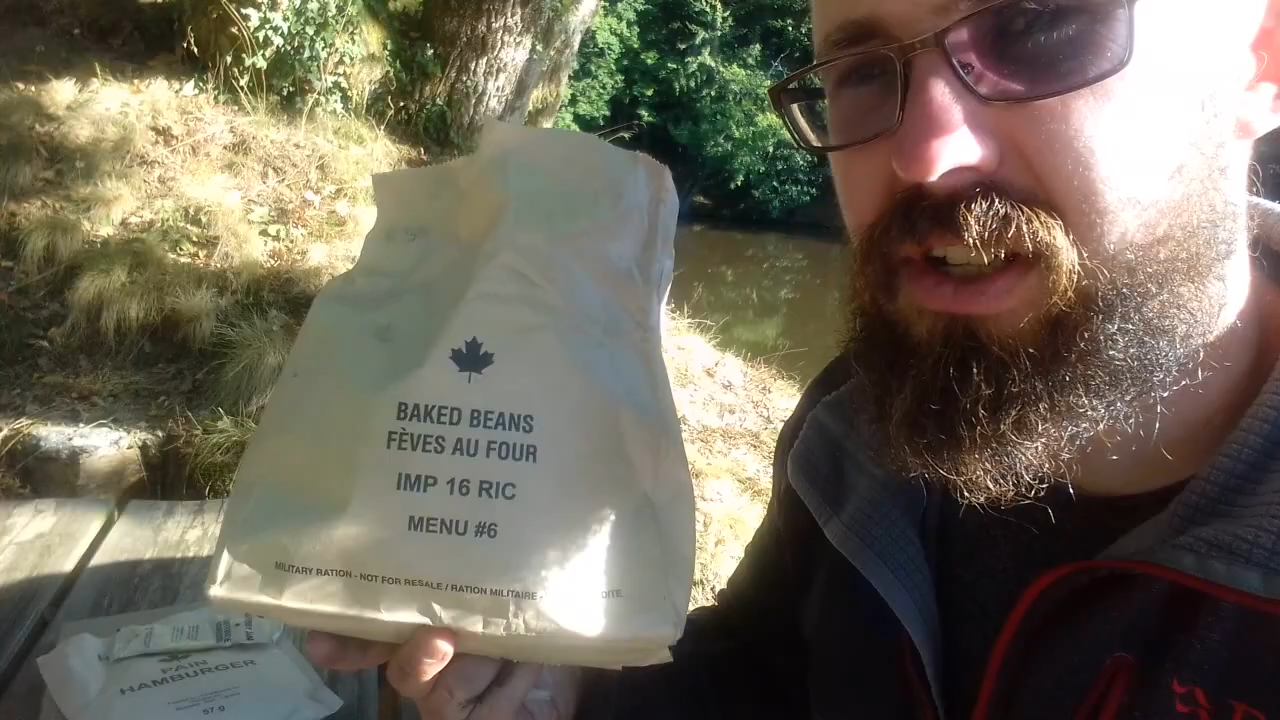 BAKED BEANS
FÈVES AU FOUR
IMP 16 RIC
MENU #6
MILITARY RATION - NOT FOR RESALE / RATION MILITAIRE -
PAIN
HAMBURGER
57 g